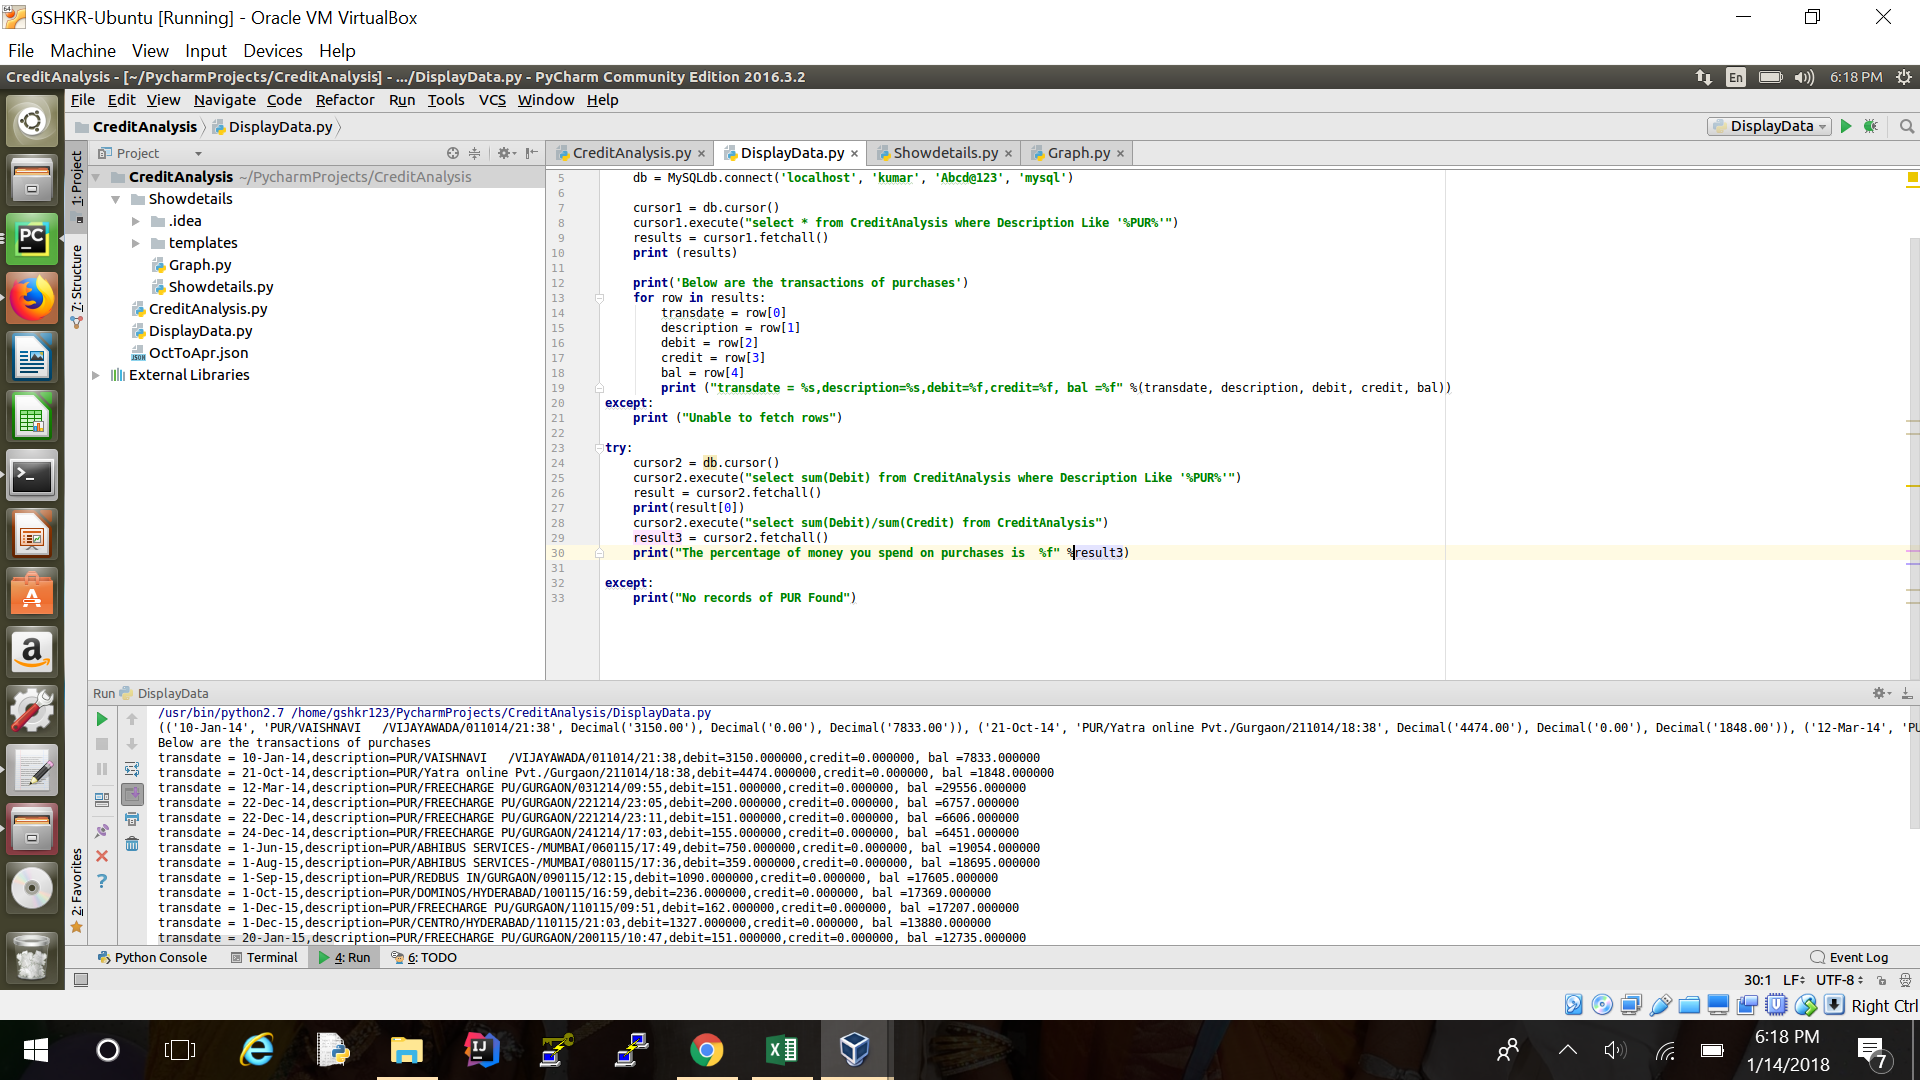 GSHKR-Ubuntu [Running] - Oracle VM VirtualBox
File Machine View Input Devices Help
CreditAnalysis - [~/PycharmProjects/CreditAnalysis] - .../DisplayData.py - PyCharm Community Edition 2016.3.2
En 6:18 PM
File Edit View Navigate Code Refactor Run Tools VCS Window Help
CreditAnalysis DisplayData.py
DisplayData
Project
CreditAnalysis.py DisplayData.py Showdetails.py Graph.py
1: Project
7: Structure
2: Favorites
CreditAnalysis ~/PycharmProjects/CreditAnalysis
Showdetails
.idea
templates
Graph.py
Showdetails.py
CreditAnalysis.py
DisplayData.py
OctToApr.json
External Libraries
5 db = MySQLdb.connect('localhost', 'kumar', 'Abcd@123', 'mysql')
6
7 cursor1 = db.cursor()
8 cursor1.execute("select * from CreditAnalysis where Description Like '%PUR%'")
9 results = cursor1.fetchall()
10 print (results)
11
12 print('Below are the transactions of purchases')
13 for row in results:
14 transdate = row[0]
15 description = row[1]
16 debit = row[2]
17 credit = row[3]
18 bal = row[4]
19 print ("transdate = %s,description=%s,debit=%f,credit=%f, bal =%f" %(transdate, description, debit, credit, bal))
20 except:
21 print ("Unable to fetch rows")
22
23 try:
24 cursor2 = db.cursor()
25 cursor2.execute("select sum(Debit) from CreditAnalysis where Description Like '%PUR%'")
26 result = cursor2.fetchall()
27 print(result[0])
28 cursor2.execute("select sum(Debit)/sum(Credit) from CreditAnalysis")
29 result3 = cursor2.fetchall()
30 print("The percentage of money you spend on purchases is  %f" %result3)
31
32 except:
33 print("No records of PUR Found")
Run DisplayData
/usr/bin/python2.7 /home/gshkr123/PycharmProjects/CreditAnalysis/DisplayData.py
(('10-Jan-14', 'PUR/VAISHNAVI   /VIJAYAWADA/011014/21:38', Decimal('3150.00'), Decimal('0.00'), Decimal('7833.00')), ('21-Oct-14', 'PUR/Yatra online Pvt./Gurgaon/211014/18:38', Decimal('4474.00'), Decimal('0.00'), Decimal('1848.00')), ('12-Mar-14', 'PU
Below are the transactions of purchases
transdate = 10-Jan-14,description=PUR/VAISHNAVI   /VIJAYAWADA/011014/21:38,debit=3150.000000,credit=0.000000, bal =7833.000000
transdate = 21-Oct-14,description=PUR/Yatra online Pvt./Gurgaon/211014/18:38,debit=4474.000000,credit=0.000000, bal =1848.000000
transdate = 12-Mar-14,description=PUR/FREECHARGE PU/GURGAON/031214/09:55,debit=151.000000,credit=0.000000, bal =29556.000000
transdate = 22-Dec-14,description=PUR/FREECHARGE PU/GURGAON/221214/23:05,debit=200.000000,credit=0.000000, bal =6757.000000
transdate = 22-Dec-14,description=PUR/FREECHARGE PU/GURGAON/221214/23:11,debit=151.000000,credit=0.000000, bal =6606.000000
transdate = 24-Dec-14,description=PUR/FREECHARGE PU/GURGAON/241214/17:03,debit=155.000000,credit=0.000000, bal =6451.000000
transdate = 1-Jun-15,description=PUR/ABHIBUS SERVICES-/MUMBAI/060115/17:49,debit=750.000000,credit=0.000000, bal =19054.000000
transdate = 1-Aug-15,description=PUR/ABHIBUS SERVICES-/MUMBAI/080115/17:36,debit=359.000000,credit=0.000000, bal =18695.000000
transdate = 1-Sep-15,description=PUR/REDBUS IN/GURGAON/090115/12:15,debit=1090.000000,credit=0.000000, bal =17605.000000
transdate = 1-Oct-15,description=PUR/DOMINOS/HYDERABAD/100115/16:59,debit=236.000000,credit=0.000000, bal =17369.000000
transdate = 1-Dec-15,description=PUR/FREECHARGE PU/GURGAON/110115/09:51,debit=162.000000,credit=0.000000, bal =17207.000000
transdate = 1-Dec-15,description=PUR/CENTRO/HYDERABAD/110115/21:03,debit=1327.000000,credit=0.000000, bal =13880.000000
transdate = 20-Jan-15,description=PUR/FREECHARGE PU/GURGAON/200115/10:47,debit=151.000000,credit=0.000000, bal =12735.000000
Python Console Terminal 4: Run 6: TODO Event Log
30:1 LF UTF-8
Right Ctrl
6:18 PM
1/14/2018
7